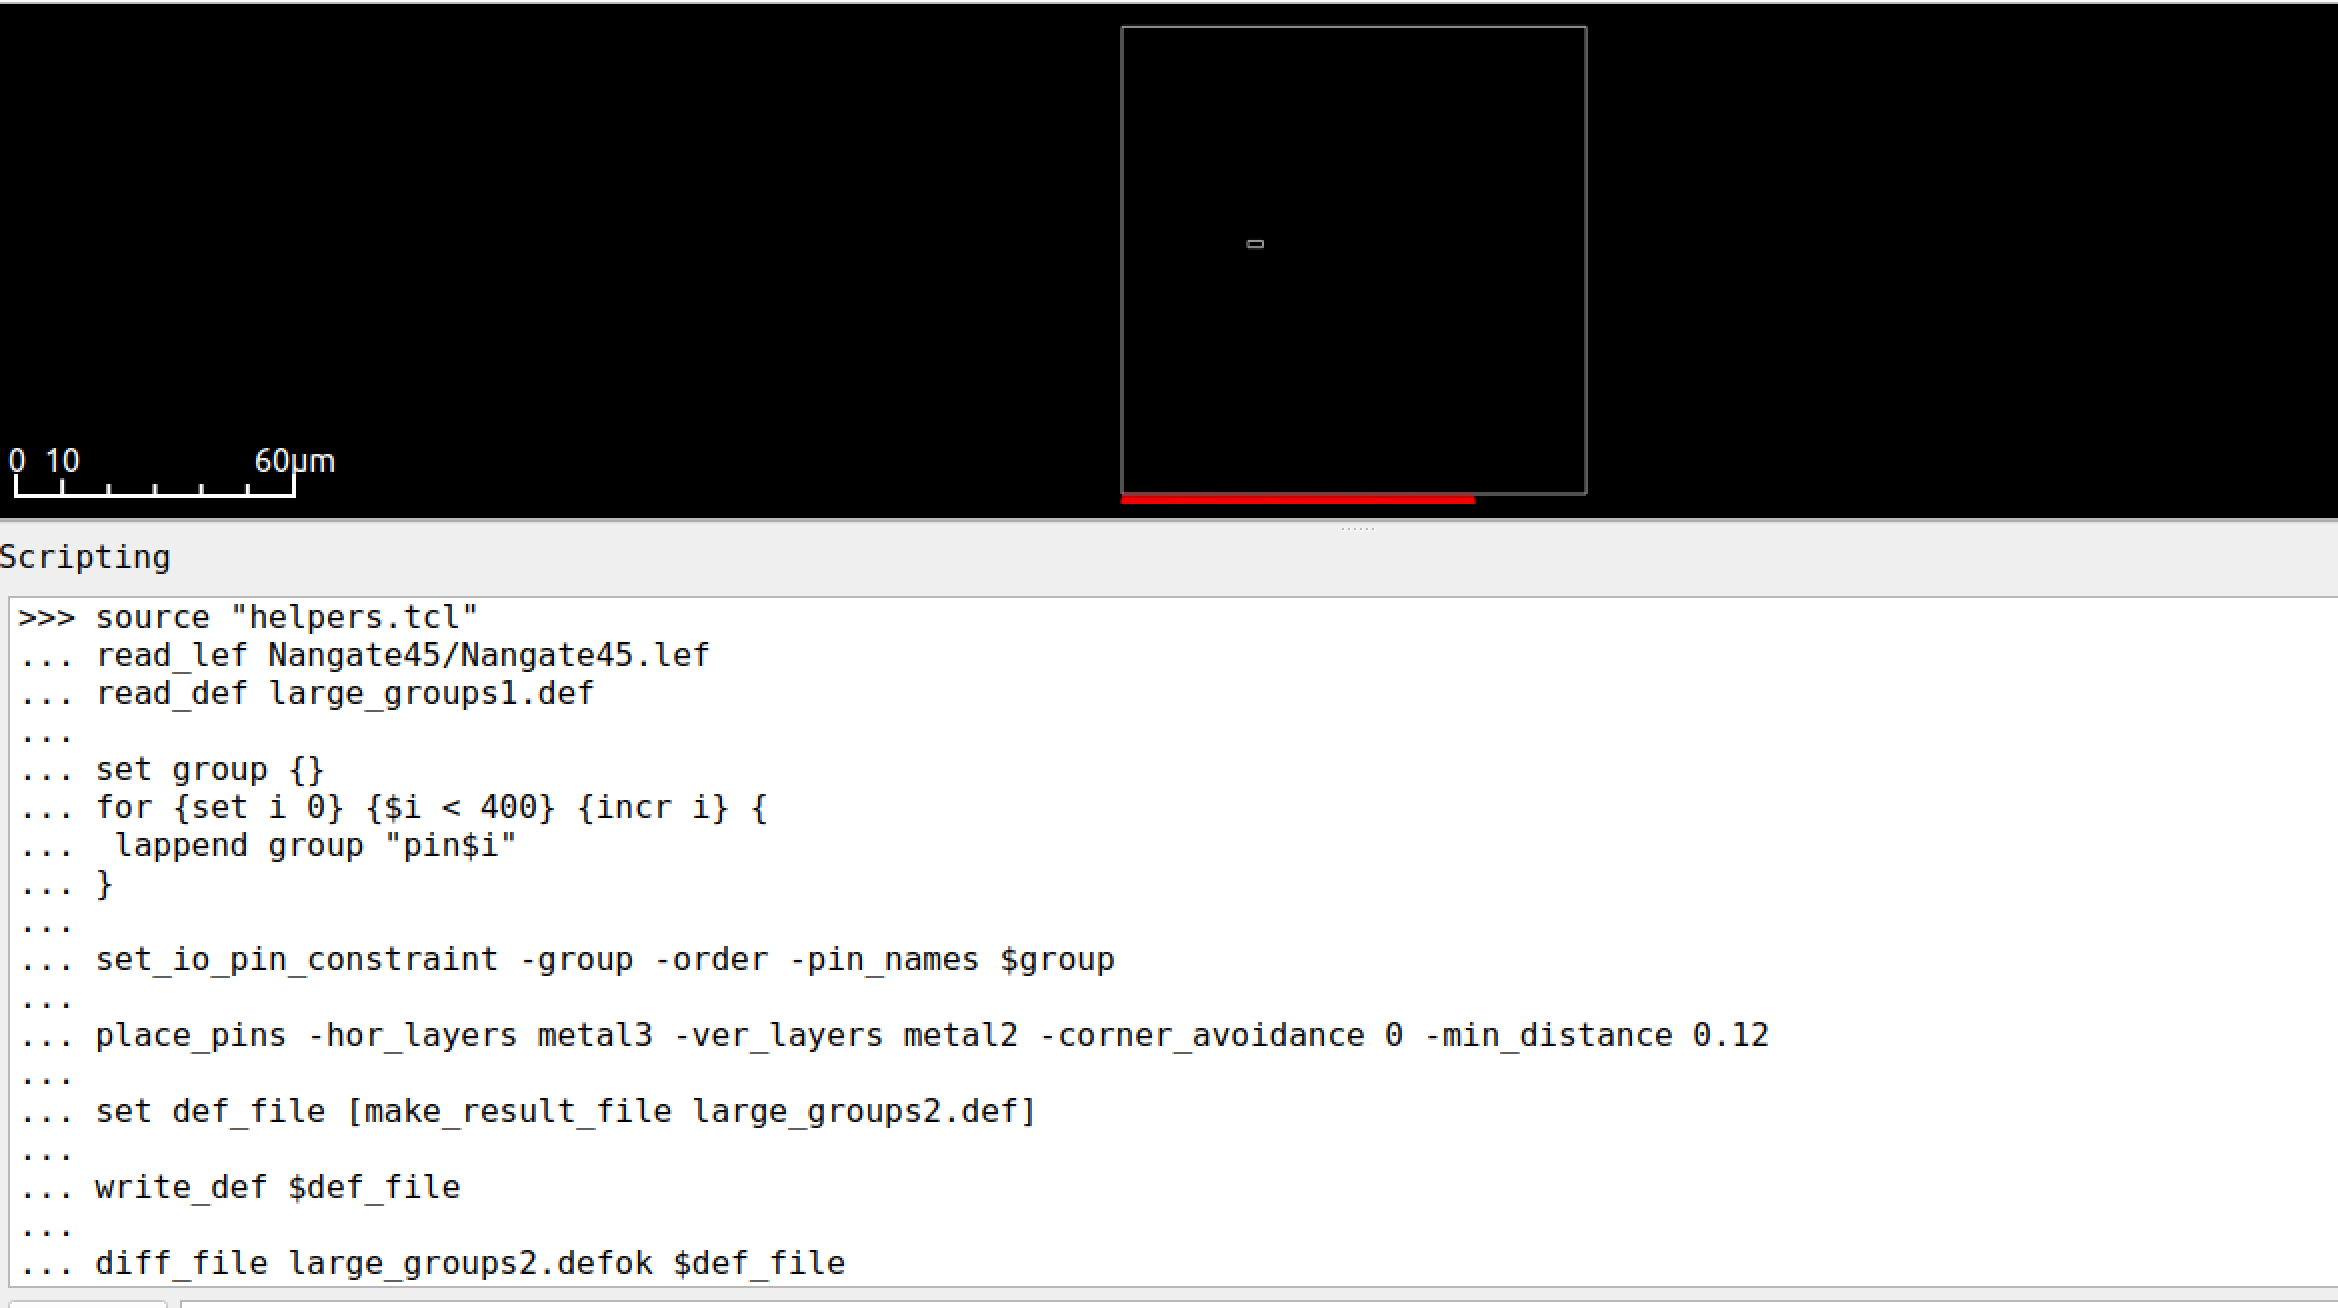 0 10 60µm
Scripting
>>> source "helpers.tcl"
... read_lef Nangate45/Nangate45.lef
... read_def large_groups1.def
...
... set group {}
... for {set i 0} {$i < 400} {incr i} {
...  lappend group "pin$i"
... }
...
... set_io_pin_constraint -group -order -pin_names $group
...
... place_pins -hor_layers metal3 -ver_layers metal2 -corner_avoidance 0 -min_distance 0.12
...
... set def_file [make_result_file large_groups2.def]
...
... write_def $def_file
...
... diff_file large_groups2.defok $def_file